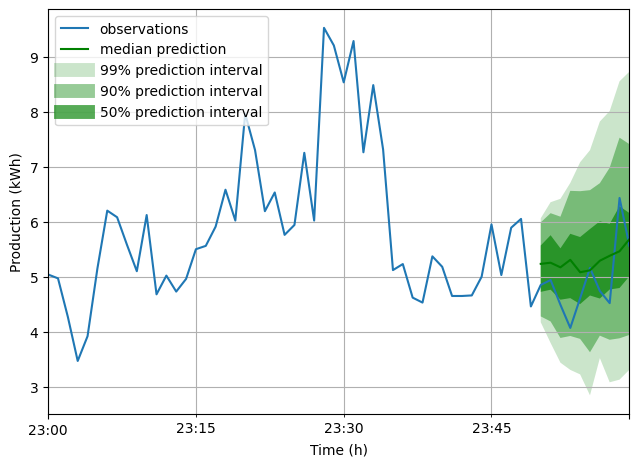 observations
median prediction
99% prediction interval
90% prediction interval
50% prediction interval
9
8
7
6
5
4
3
Production (kWh)
23:00
23:15
23:30
23:45
Time (h)